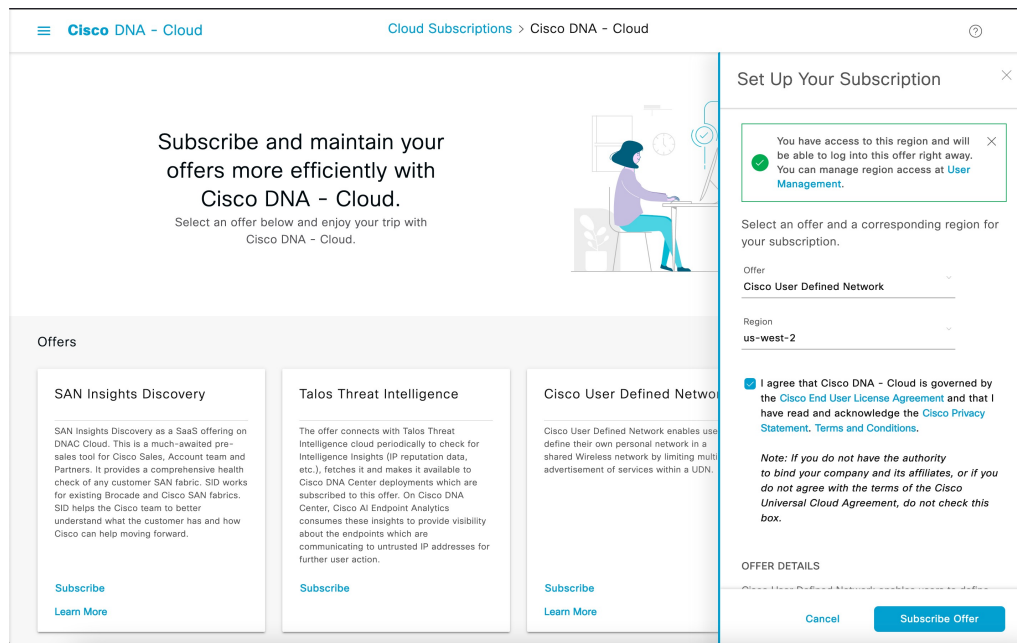 Cisco DNA - Cloud
Cloud Subscriptions > Cisco DNA - Cloud
Subscribe and maintain your
offers more efficiently with
Cisco DNA - Cloud.
Select an offer below and enjoy your trip with
Cisco DNA - Cloud.
Offers
SAN Insights Discovery
SAN Insights Discovery as a SaaS offering on
DNAC Cloud. This is a much-awaited pre-
sales tool for Cisco Sales, Account team and
Partners. It provides a comprehensive health
check of any customer SAN fabric. SID works
for existing Brocade and Cisco SAN fabrics.
SID helps the Cisco team to better
understand what the customer has and how
Cisco can help moving forward.
Subscribe
Learn More
Talos Threat Intelligence
The offer connects with Talos Threat
Intelligence cloud periodically to check for
Intelligence Insights (IP reputation data,
etc.), fetches it and makes it available to
Cisco DNA Center deployments which are
subscribed to this offer. On Cisco DNA
Center, Cisco AI Endpoint Analytics
consumes these insights to provide visibility
about the endpoints which are
communicating to untrusted IP addresses for
further user action.
Subscribe
Cisco User Defined Networ
Cisco User Defined Network enables use
define their own personal network in a
shared Wireless network by limiting multi
advertisement of services within a UDN.
Subscribe
Learn More
Set Up Your Subscription
You have access to this region and will
be able to log into this offer right away.
You can manage region access at User
Management.
Select an offer and a corresponding region for
your subscription.
Offer
Cisco User Defined Network
Region
us-west-2
I agree that Cisco DNA - Cloud is governed by
the Cisco End User License Agreement and that I
have read and acknowledge the Cisco Privacy
Statement. Terms and Conditions.
Note: If you do not have the authority
to bind your company and its affiliates, or if you
do not agree with the terms of the Cisco
Universal Cloud Agreement, do not check this
box.
OFFER DETAILS
Cisco User Defined Network enables users to define
Cancel
Subscribe Offer